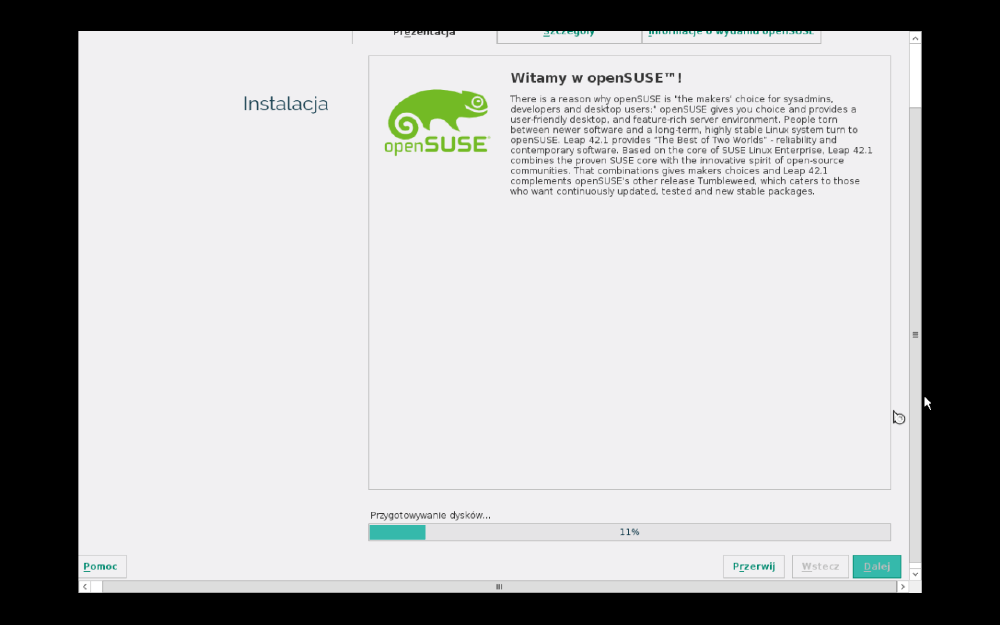 Prezentacja
Szczegóły
Informacje o wydaniu openSUSE
Instalacja
openSUSE
Witamy w openSUSE™!
There is a reason why openSUSE is "the makers' choice for sysadmins,
developers and desktop users;" openSUSE gives you choice and provides a
user-friendly desktop, and feature-rich server environment. People torn
between newer software and a long-term, highly stable Linux system turn to
openSUSE. Leap 42.1 provides "The Best of Two Worlds" - reliability and
contemporary software. Based on the core of SUSE Linux Enterprise, Leap 42.1
combines the proven SUSE core with the innovative spirit of open-source
communities. That combinations gives makers choices and Leap 42.1
complements openSUSE's other release Tumbleweed, which caters to those
who want continuously updated, tested and new stable packages.
Przygotowywanie dysków...
11%
Pomoc
Przerwij
Wstecz
Dalej